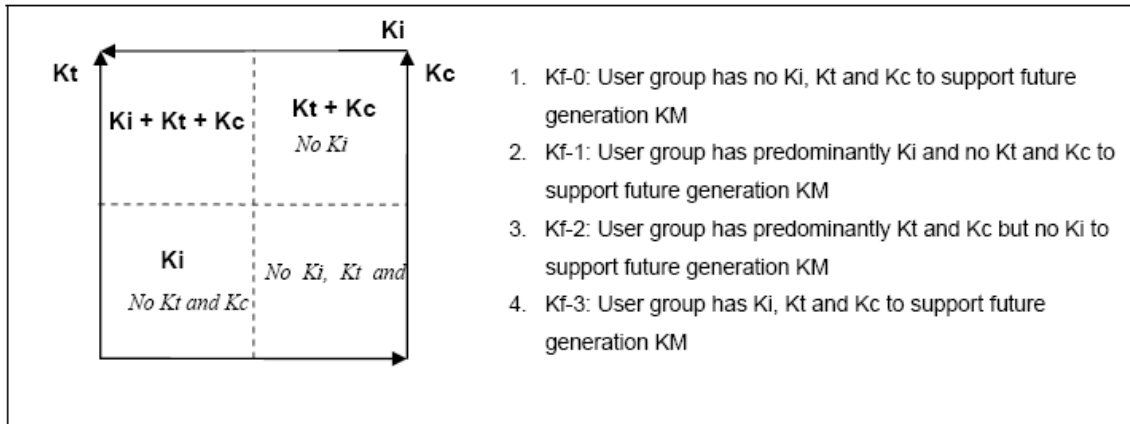 Ki
Kt
Kc
Ki + Kt + Kc
Kt + Kc
No Ki
Ki
No Kt and Kc
No Ki, Kt and
1. Kf-0: User group has no Ki, Kt and Kc to support future
generation KM
2. Kf-1: User group has predominantly Ki and no Kt and Kc to
support future generation KM
3. Kf-2: User group has predominantly Kt and Kc but no Ki to
support future generation KM
4. Kf-3: User group has Ki, Kt and Kc to support future
generation KM